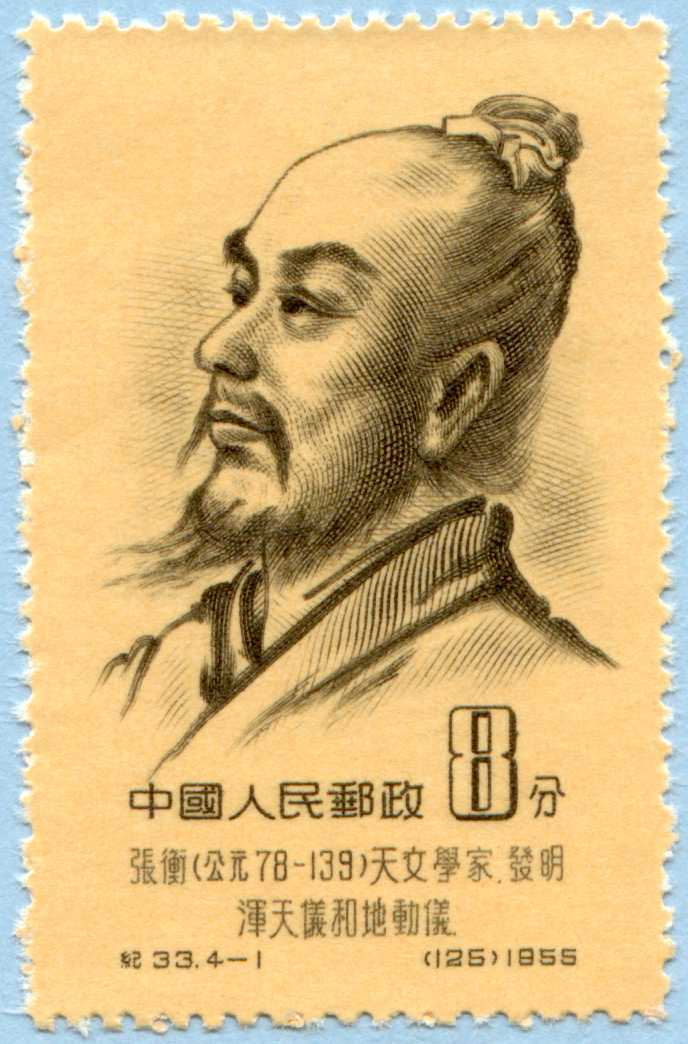 中國人民郵政 8分
張衡(公元78-139)天文學家.發明
渾天儀和地動儀.
紀33.4-1 (125)1955